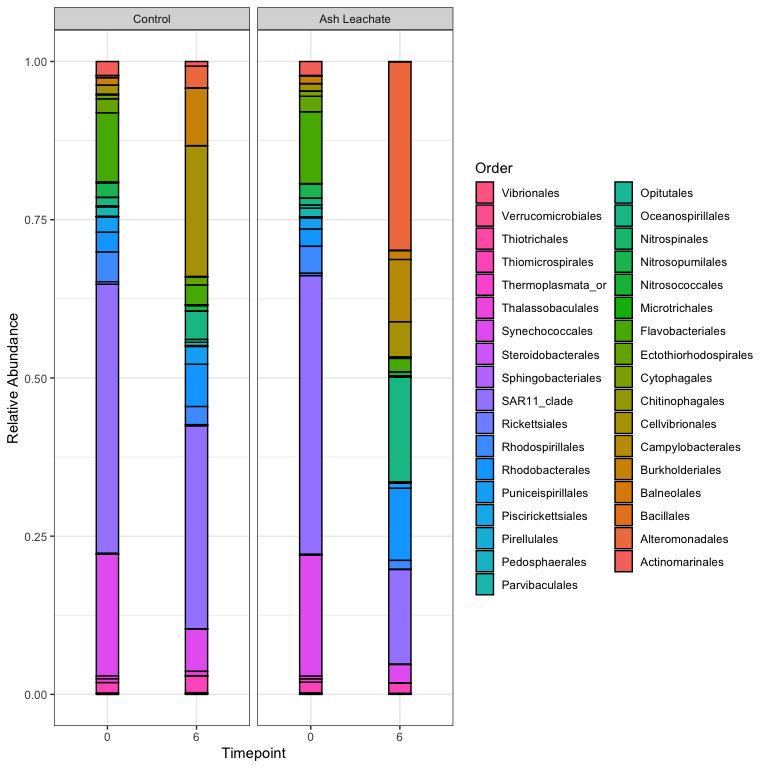 Control
Ash Leachate
1.00
0.75
0.50
0.25
0.00
Relative Abundance
0
6
0
6
Timepoint
Order
Vibrionales
Verrucomicrobiales
Thiotrichales
Thiomicrospirales
Thermoplasmata_or
Thalassobaculales
Synechococcales
Steroidobacterales
Sphingobacteriales
SAR11_clade
Rickettsiales
Rhodospirillales
Rhodobacterales
Puniceispirillales
Piscirickettsiales
Pirellulales
Pedosphaerales
Parvibaculales
Opitutales
Oceanospirillales
Nitrospinales
Nitrosopumilales
Nitrosococcales
Microtrichales
Flavobacteriales
Ectothiorhodospirales
Cytophagales
Chitinophagales
Cellvibrionales
Campylobacterales
Burkholderiales
Balneolales
Bacillales
Alteromonadales
Actinomarinales